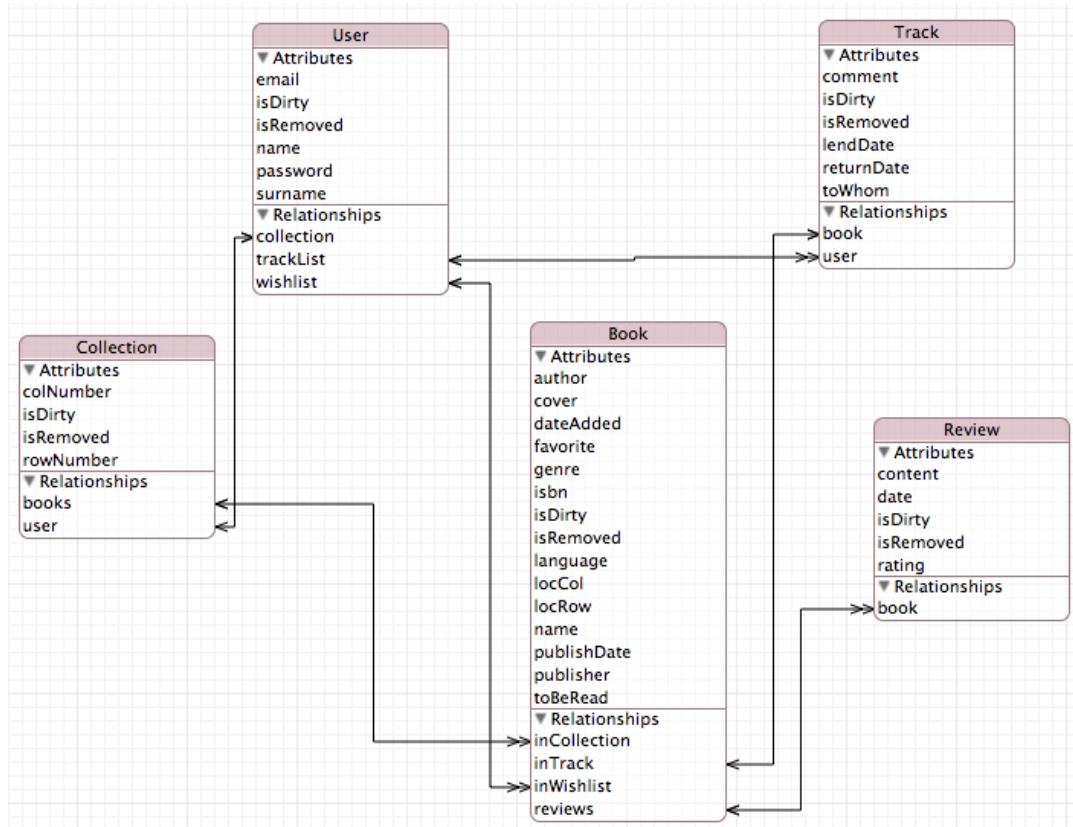 User
Attributes
email
isDirty
isRemoved
name
password
surname
Relationships
collection
trackList
wishlist
Track
Attributes
comment
isDirty
isRemoved
lendDate
returnDate
toWhom
Relationships
book
user
Collection
Attributes
colNumber
isDirty
isRemoved
rowNumber
Relationships
books
user
Book
Attributes
author
cover
dateAdded
favorite
genre
isbn
isDirty
isRemoved
language
locCol
locRow
name
publishDate
publisher
toBeRead
Relationships
inCollection
inTrack
inWishlist
reviews
Review
Attributes
content
date
isDirty
isRemoved
rating
Relationships
book